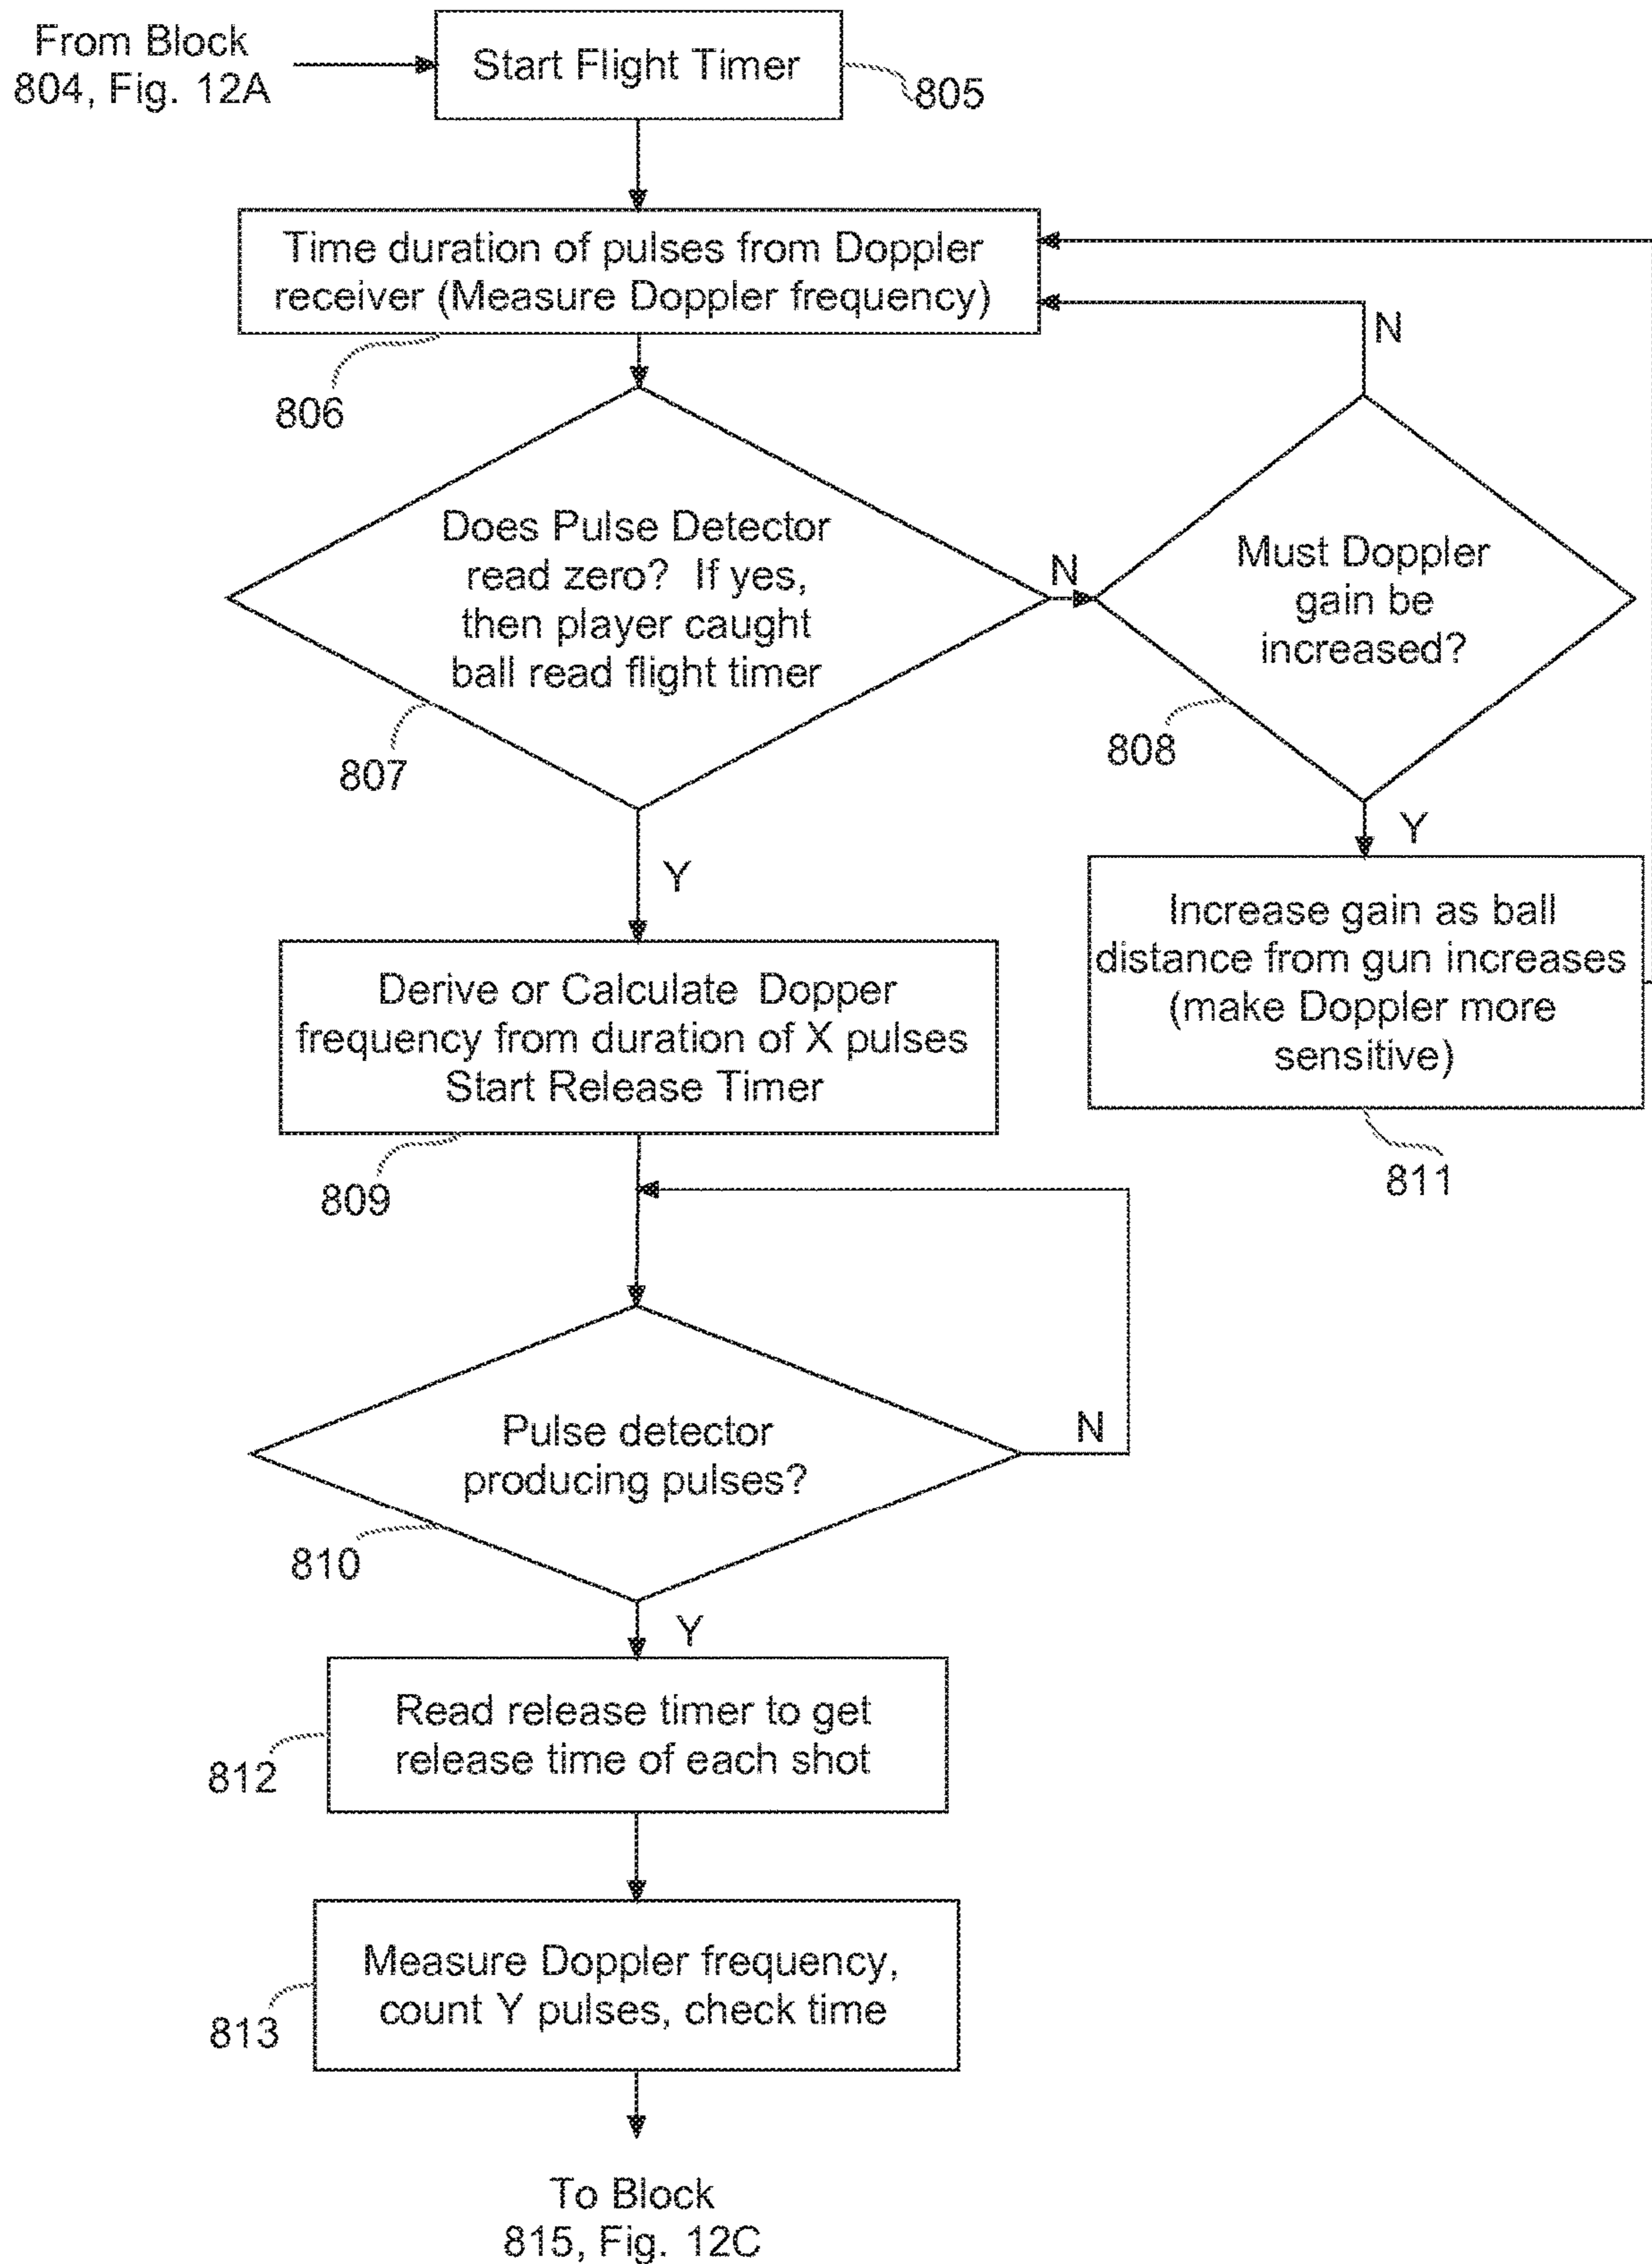 From Block
804, Fig. 12A
Start Flight Timer
805
Time duration of pulses from Doppler
receiver (Measure Doppler frequency)
806
N
Does Pulse Detector
read zero? If yes,
then player caught
ball read flight timer
807
N
Must Doppler
gain be
increased?
808
Y
Y
Increase gain as ball
distance from gun increases
(make Doppler more
sensitive)
811
Derive or Calculate Dopper
frequency from duration of X pulses
Start Release Timer
809
Pulse detector
producing pulses?
N
810
Y
Read release timer to get
release time of each shot
812
Measure Doppler frequency,
count Y pulses, check time
813
To Block
815, Fig. 12C